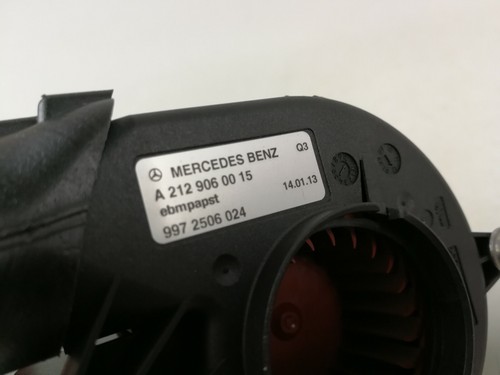 MERCEDES BENZ Q3
A 212 906 00 15 14.01.13
ebmpapst
997 2506 024